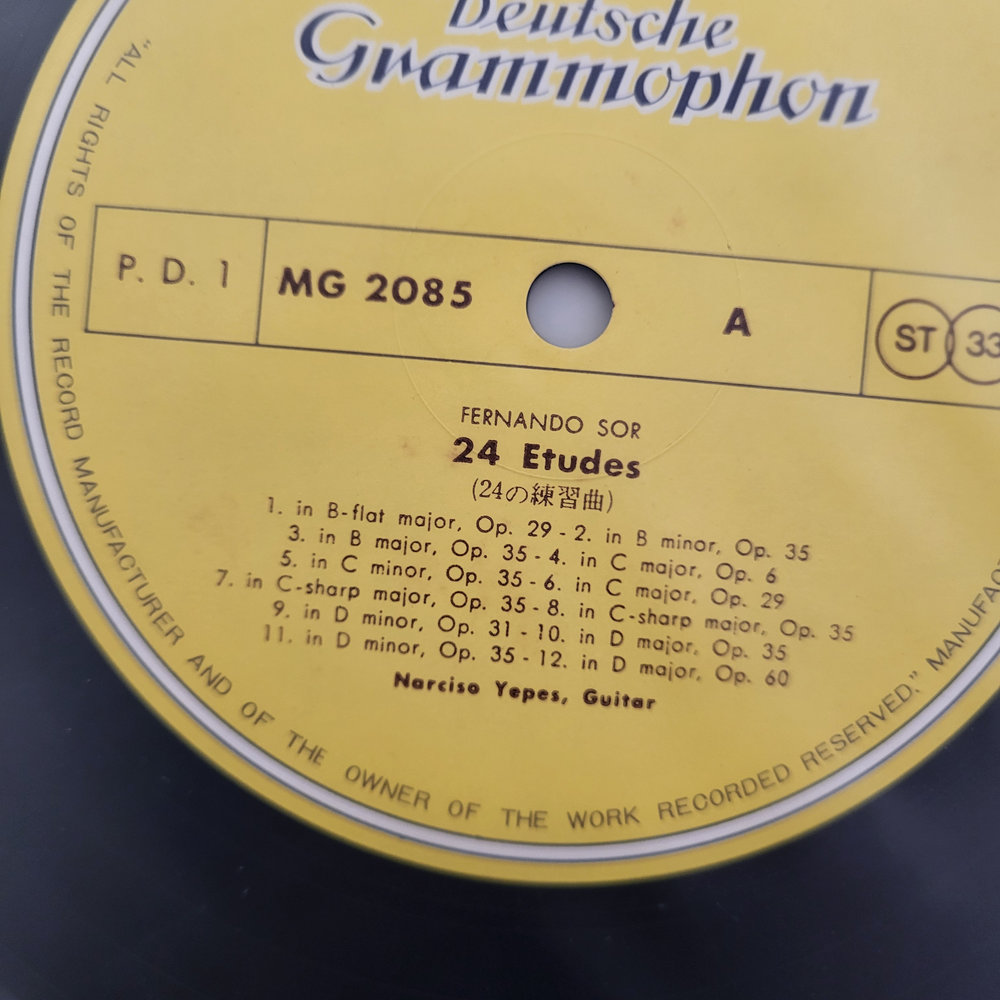 Deutsche
Grammophon
P. D. 1
MG 2085
A
ST 33
FERNANDO SOR
24 Etudes
(24の練習曲)
1. in B-flat major, Op. 29 - 2. in B minor, Op. 35
3. in B major, Op. 35 - 4. in C major, Op. 6
5. in C minor, Op. 35 - 6. in C major, Op. 29
7. in C-sharp major, Op. 35 - 8. in C-sharp major, Op. 35
9. in D minor, Op. 31 - 10. in D major, Op. 35
11. in D minor, Op. 35 - 12. in D major, Op. 60
Narciso Yepes, Guitar
"ALL RIGHTS OF THE RECORD MANUFACTURER AND OF THE OWNER OF THE WORK RECORDED RESERVED," MANUFACT